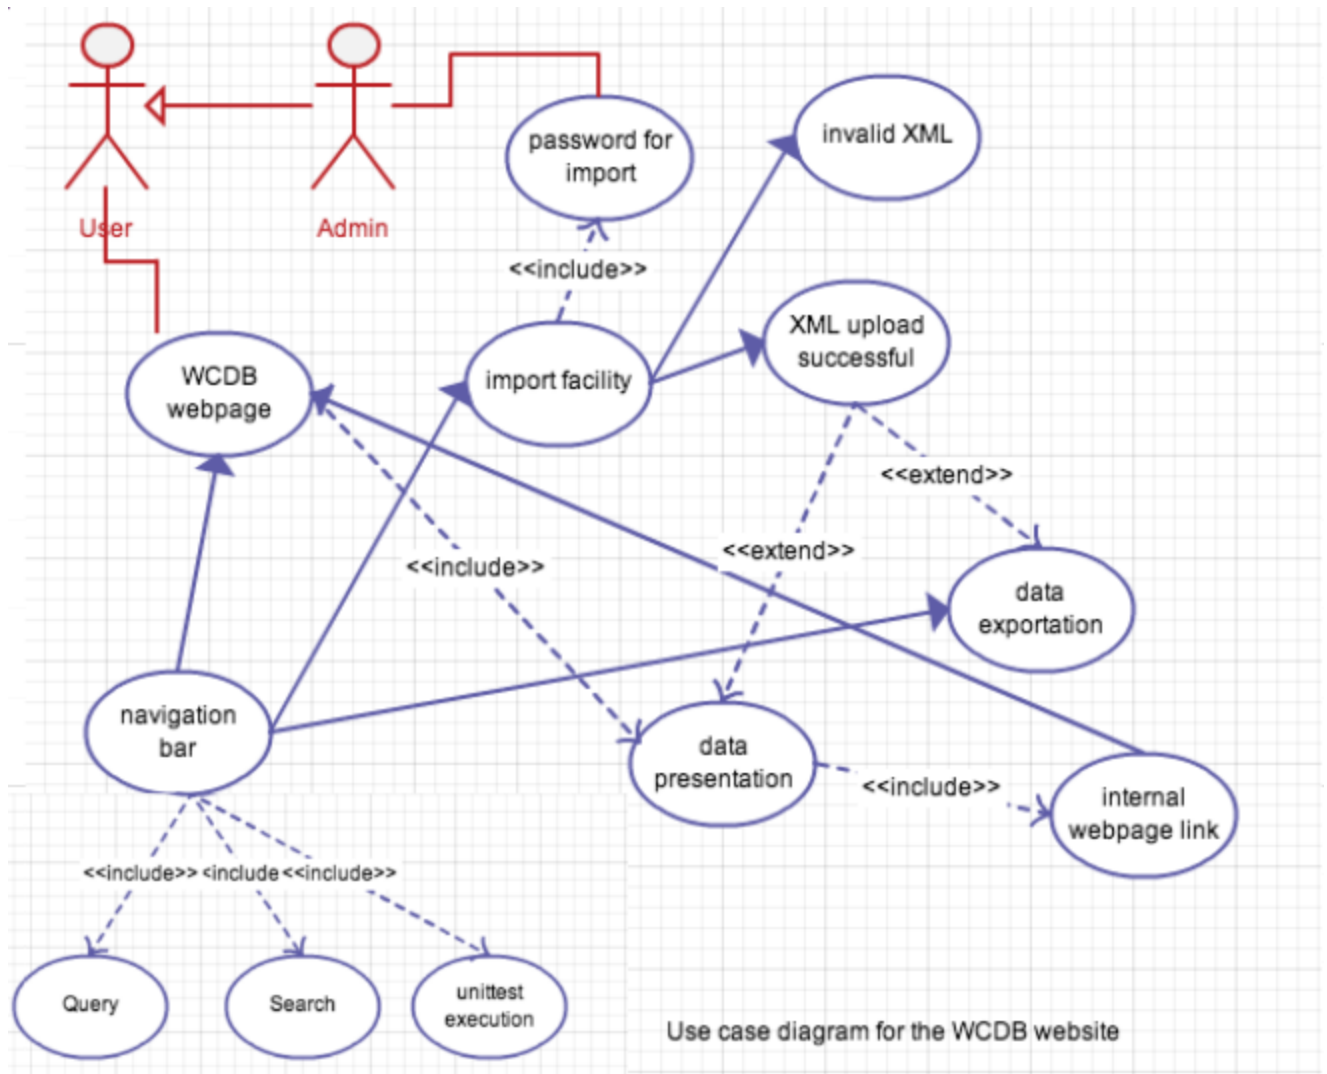 User
Admin
password for
import
invalid XML
<<include>>
XML upload
successful
WCDB
webpage
import facility
<<extend>>
<<extend>>
<<include>>
data
exportation
navigation
bar
data
presentation
<<include>>
internal
webpage link
<<include>> <include <<include>>
Query
Search
unittest
execution
Use case diagram for the WCDB website